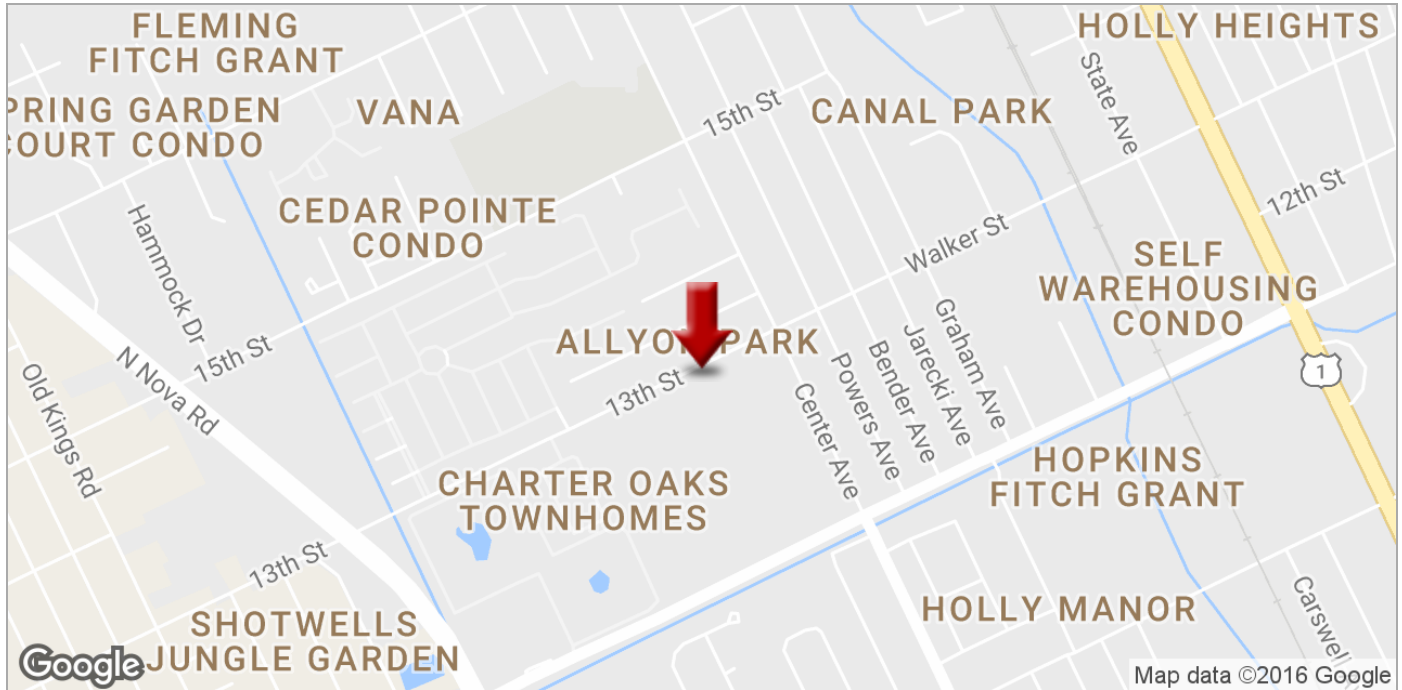 FLEMING
FITCH GRANT
HOLLY HEIGHTS
PRING GARDEN
COURT CONDO
VANA
15th St
CANAL PARK
State Ave
12th St
Hammock Dr
CEDAR POINTE
CONDO
Walker St
SELF
WAREHOUSING
CONDO
15th St
N Nova Rd
Old Kings Rd
PARK
13th St
Center Ave
Powers Ave
Bender Ave
Jarecki Ave
Graham Ave
1
CHARTER OAKS
TOWNHOMES
HOPKINS
FITCH GRANT
13th St
SHOTWELLS
JUNGLE GARDEN
HOLLY MANOR
Carswell
Google
Map data ©2016 Google